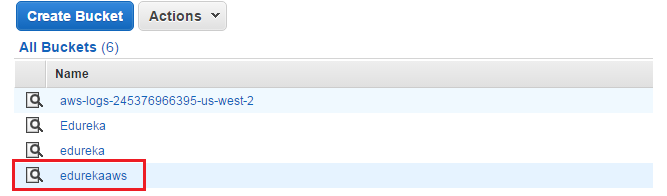 Create Bucket Actions
All Buckets (6)
Name
aws-logs-245376966395-us-west-2
Edureka
edureka
edurekaaws